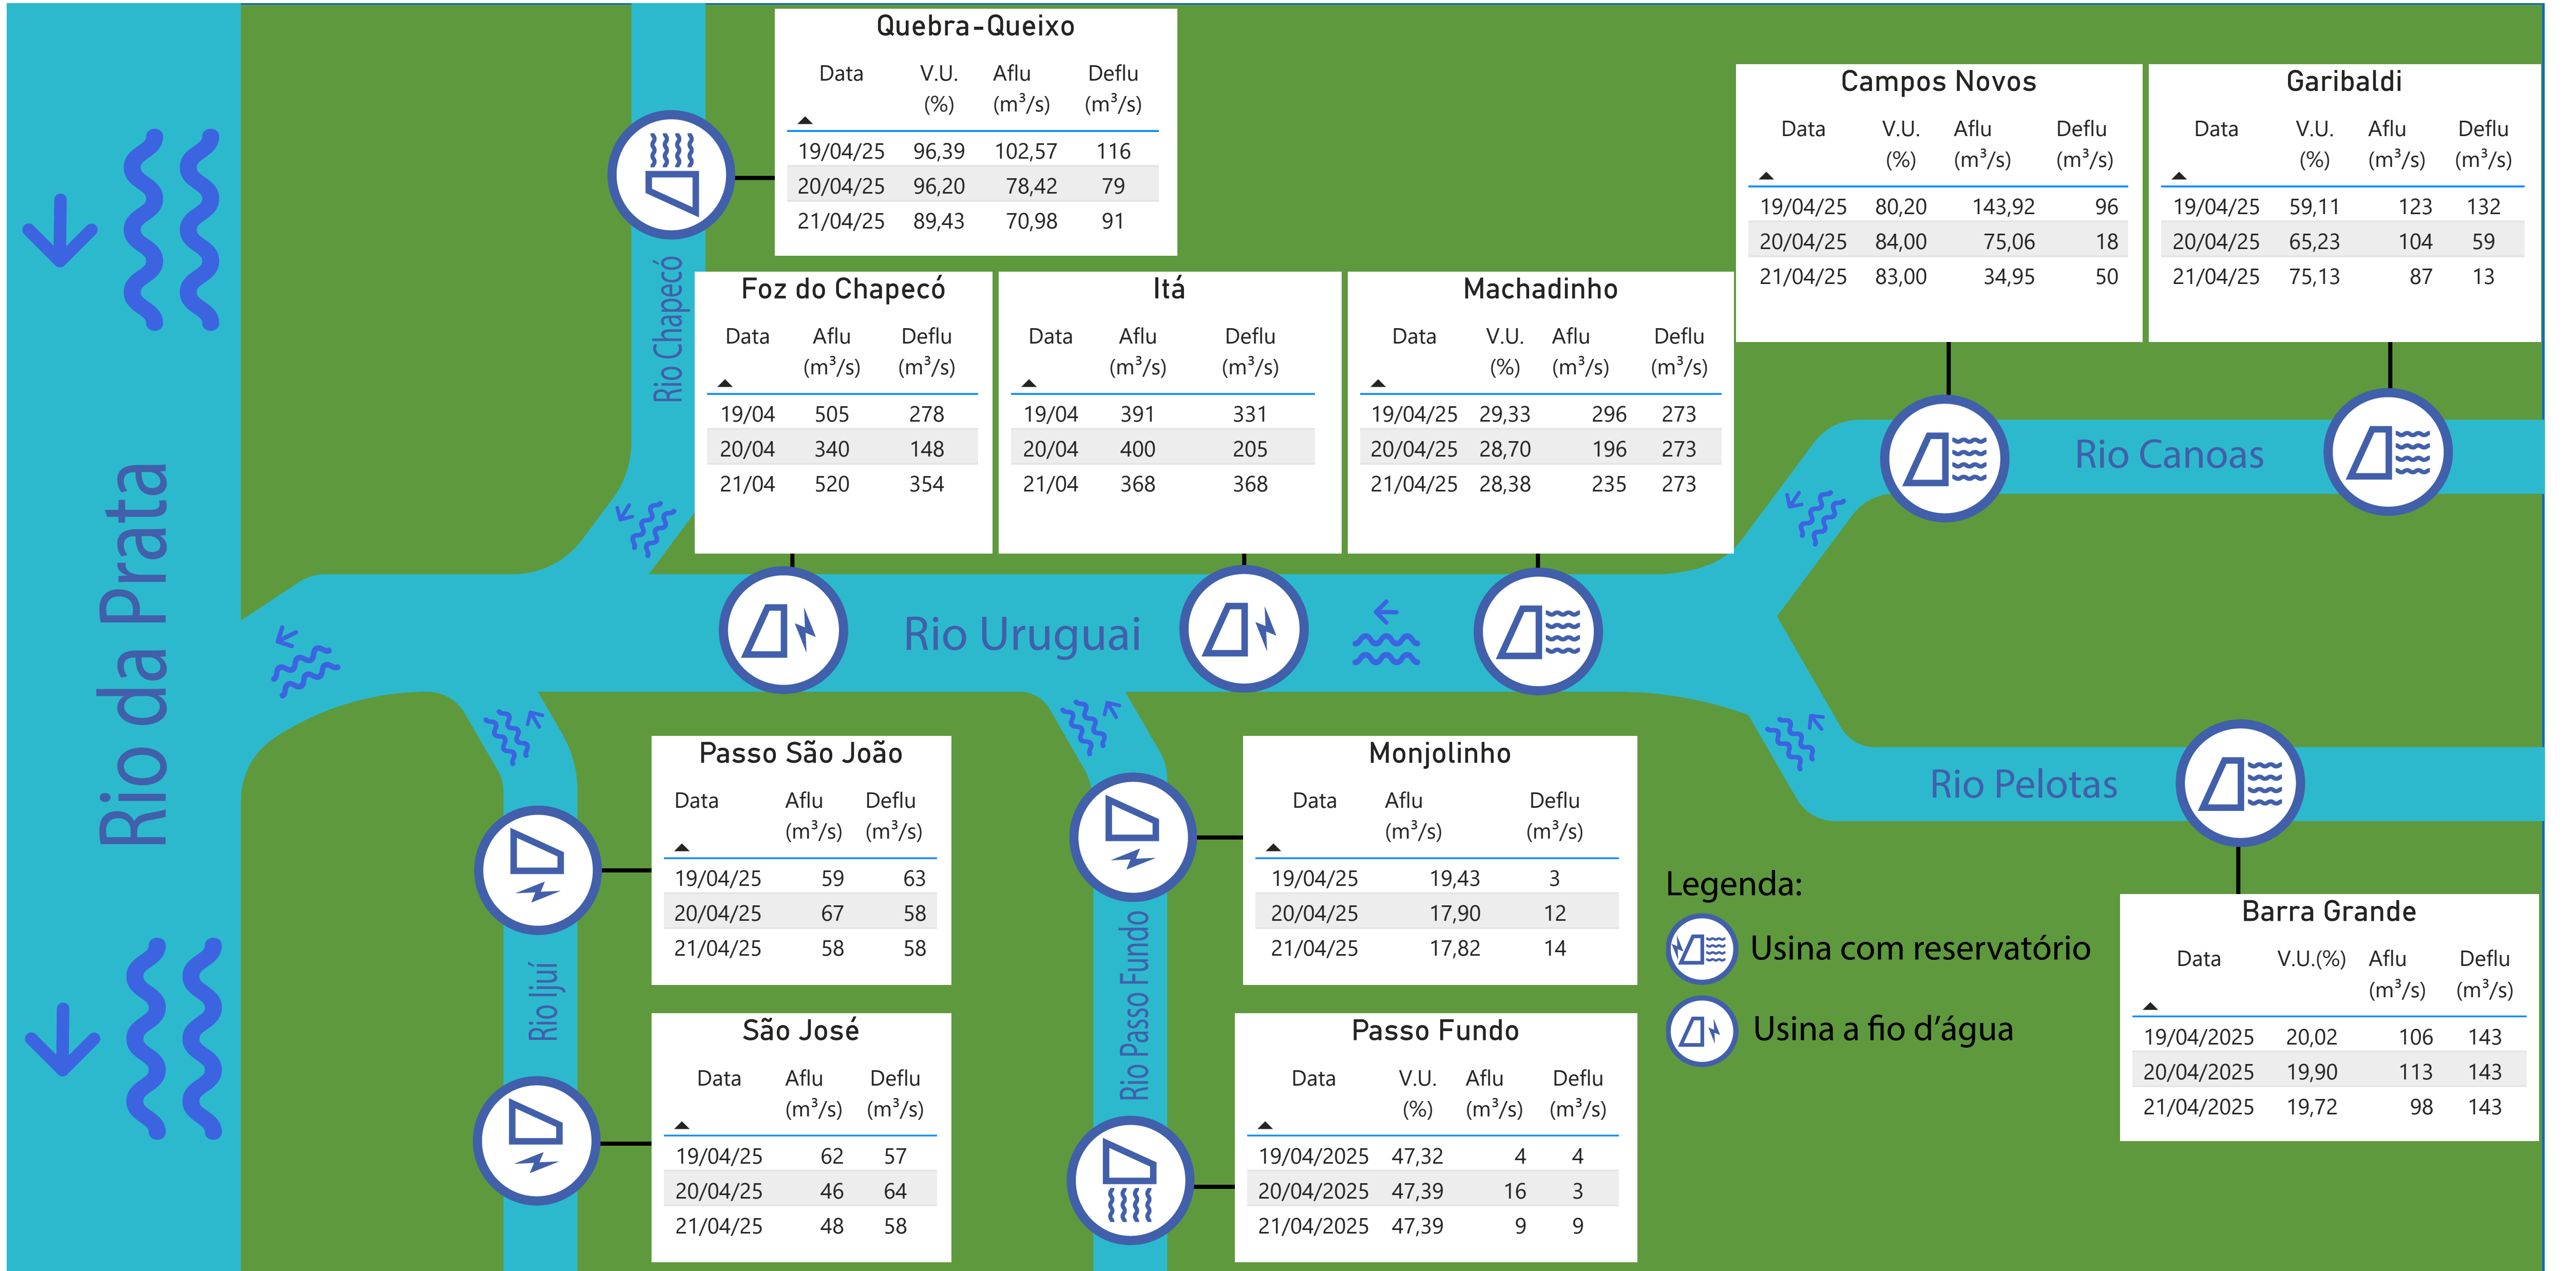 Quebra-Queixo
Data V.U. (%) Aflu (m³/s) Deflu (m³/s)
19/04/25 96,39 102,57 116
20/04/25 96,20 78,42 79
21/04/25 89,43 70,98 91
Campos Novos
Data V.U. (%) Aflu (m³/s) Deflu (m³/s)
19/04/25 80,20 143,92 96
20/04/25 84,00 75,06 18
21/04/25 83,00 34,95 50
Garibaldi
Data V.U. (%) Aflu (m³/s) Deflu (m³/s)
19/04/25 59,11 123 132
20/04/25 65,23 104 59
21/04/25 75,13 87 13
Rio Chapecó
Foz do Chapecó
Data Aflu (m³/s) Deflu (m³/s)
19/04 505 278
20/04 340 148
21/04 520 354
Itá
Data Aflu (m³/s) Deflu (m³/s)
19/04 391 331
20/04 400 205
21/04 368 368
Machadinho
Data V.U. (%) Aflu (m³/s) Deflu (m³/s)
19/04/25 29,33 296 273
20/04/25 28,70 196 273
21/04/25 28,38 235 273
Rio Canoas
Rio da Prata
Rio Uruguai
Rio Pelotas
Passo São João
Data Aflu (m³/s) Deflu (m³/s)
19/04/25 59 63
20/04/25 67 58
21/04/25 58 58
Monjolinho
Data Aflu (m³/s) Deflu (m³/s)
19/04/25 19,43 3
20/04/25 17,90 12
21/04/25 17,82 14
Legenda:
Usina com reservatório
Usina a fio d’água
Barra Grande
Data V.U.(%) Aflu (m³/s) Deflu (m³/s)
19/04/2025 20,02 106 143
20/04/2025 19,90 113 143
21/04/2025 19,72 98 143
Rio Ijuí
São José
Data Aflu (m³/s) Deflu (m³/s)
19/04/25 62 57
20/04/25 46 64
21/04/25 48 58
Rio Passo Fundo
Passo Fundo
Data V.U. (%) Aflu (m³/s) Deflu (m³/s)
19/04/2025 47,32 4 4
20/04/2025 47,39 16 3
21/04/2025 47,39 9 9